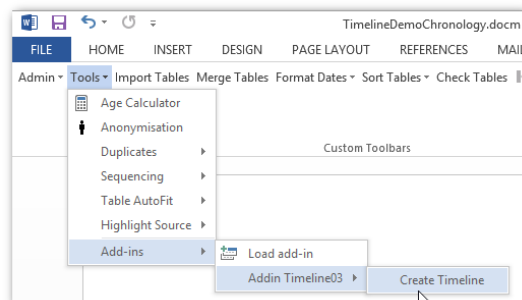 TimelineDemoChronology.docm
FILE HOME INSERT DESIGN PAGE LAYOUT REFERENCES
Admin Tools Import Tables Merge Tables Format Dates Sort Tables Check Tables
Age Calculator
Anonymisation
Duplicates
Custom Toolbars
Sequencing
Table AutoFit
Highlight Source
Add-ins
Load add-in
Addin Timeline03
Create Timeline